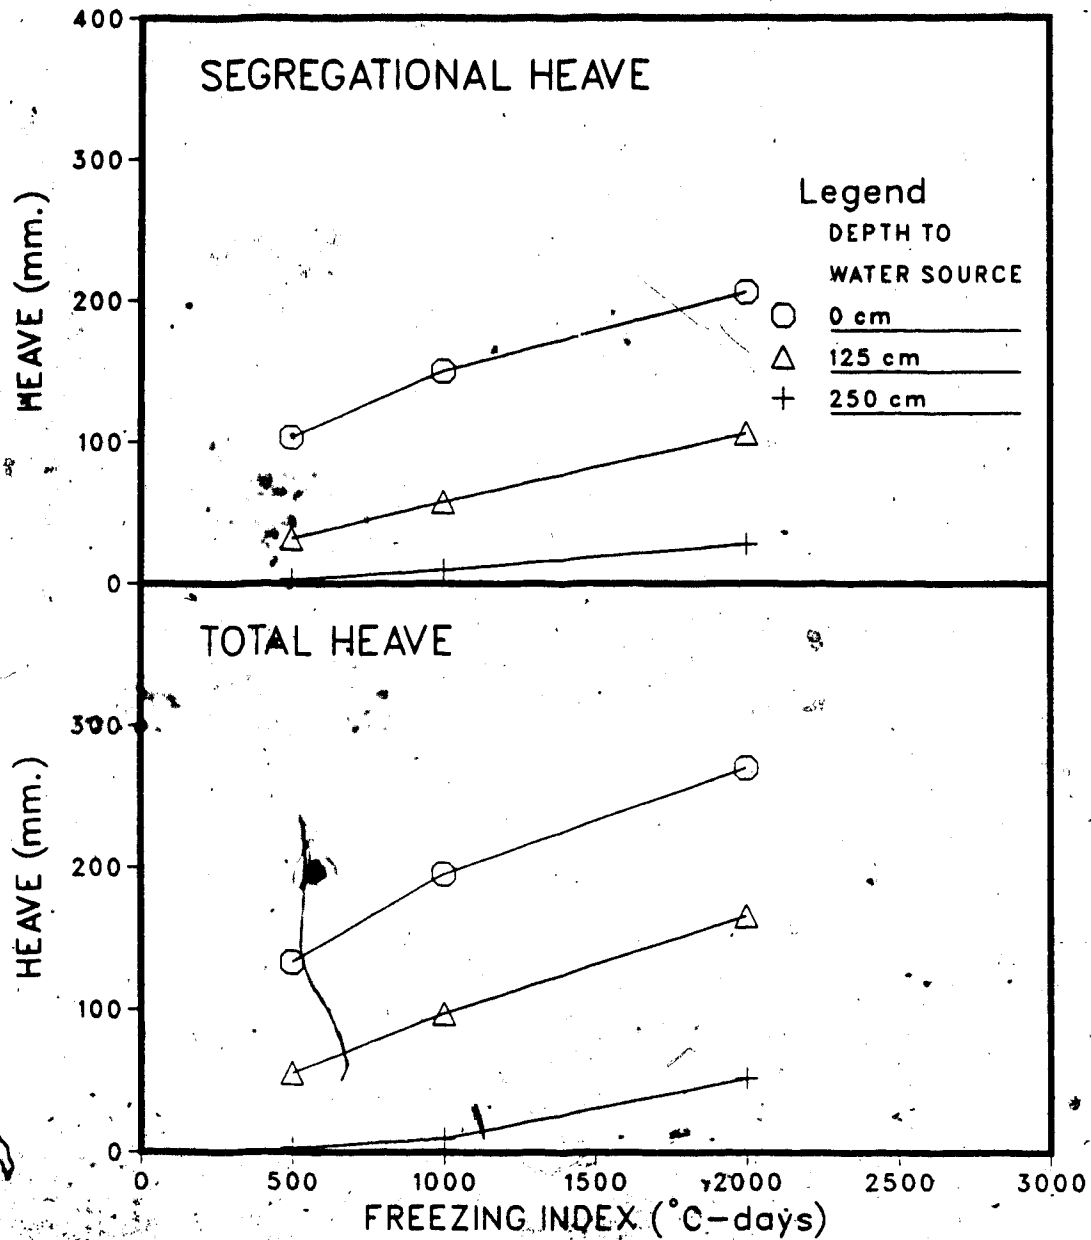 400
SEGREGATIONAL HEAVE
300
200
100
0
HEAVE (mm.)
Legend
DEPTH TO
WATER SOURCE
0 cm
125 cm
250 cm
TOTAL HEAVE
300
200
100
0
HEAVE (mm.)
0 500 1000 1500 2000 2500 3000
FREEZING INDEX (°C-days)